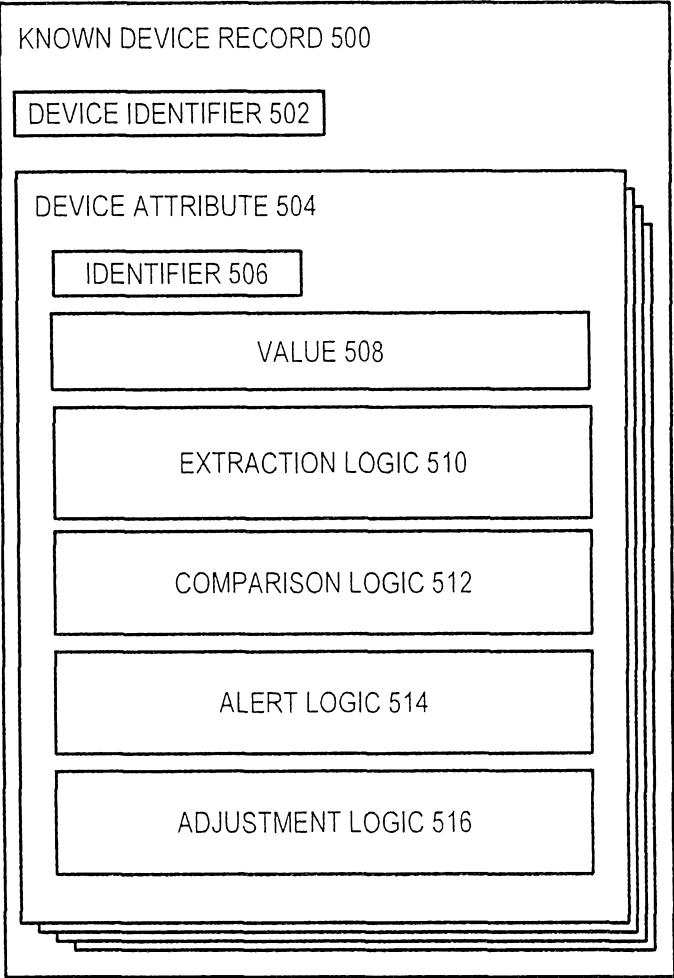 KNOWN DEVICE RECORD 500
DEVICE IDENTIFIER 502
DEVICE ATTRIBUTE 504
IDENTIFIER 506
VALUE 508
EXTRACTION LOGIC 510
COMPARISON LOGIC 512
ALERT LOGIC 514
ADJUSTMENT LOGIC 516